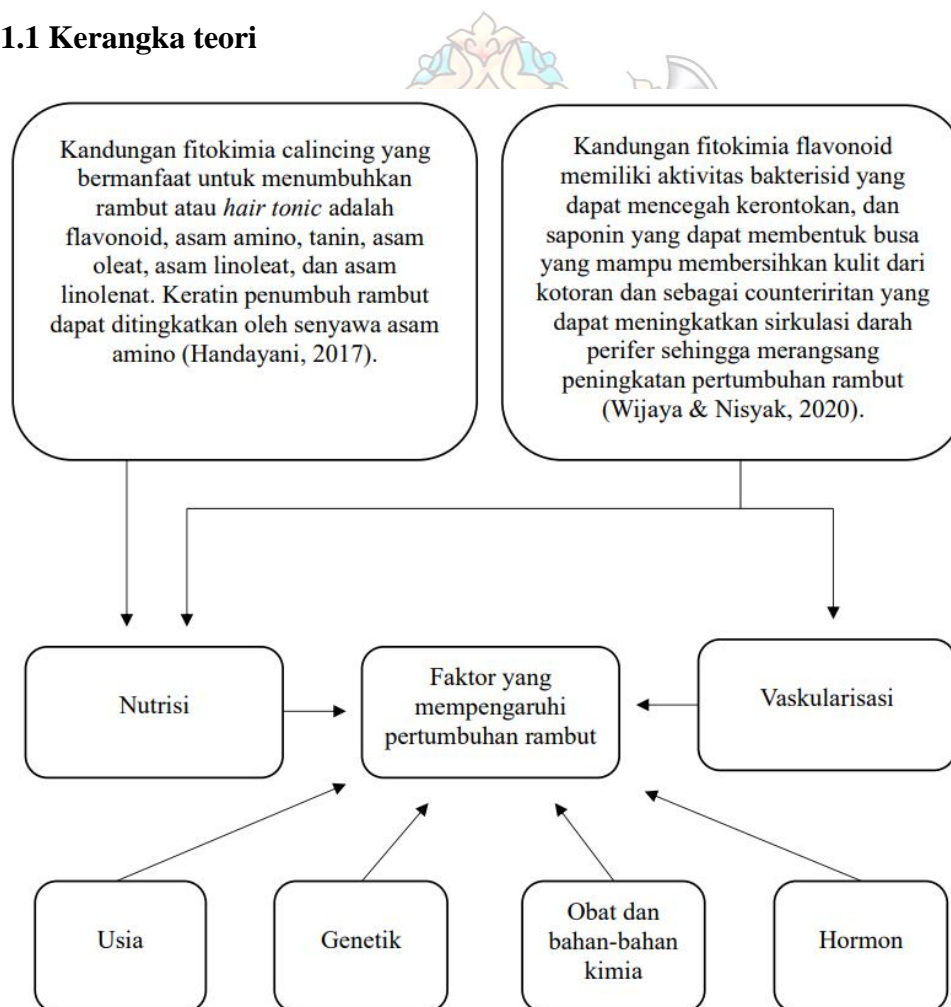 1.1 Kerangka teori
Kandungan fitokimia calincing yang
bermanfaat untuk menumbuhkan
rambut atau hair tonic adalah
flavonoid, asam amino, tanin, asam
oleat, asam linoleat, dan asam
linolenat. Keratin penumbuh rambut
dapat ditingkatkan oleh senyawa asam
amino (Handayani, 2017).
Kandungan fitokimia flavonoid
memiliki aktivitas bakterisid yang
dapat mencegah kerontokan, dan
saponin yang dapat membentuk busa
yang mampu membersihkan kulit dari
kotoran dan sebagai counteriritan yang
dapat meningkatkan sirkulasi darah
perifer sehingga merangsang
peningkatan pertumbuhan rambut
(Wijaya & Nisyak, 2020).
Nutrisi
Faktor yang
mempengaruhi
pertumbuhan rambut
Vaskularisasi
Usia
Genetik
Obat dan
bahan-bahan
kimia
Hormon